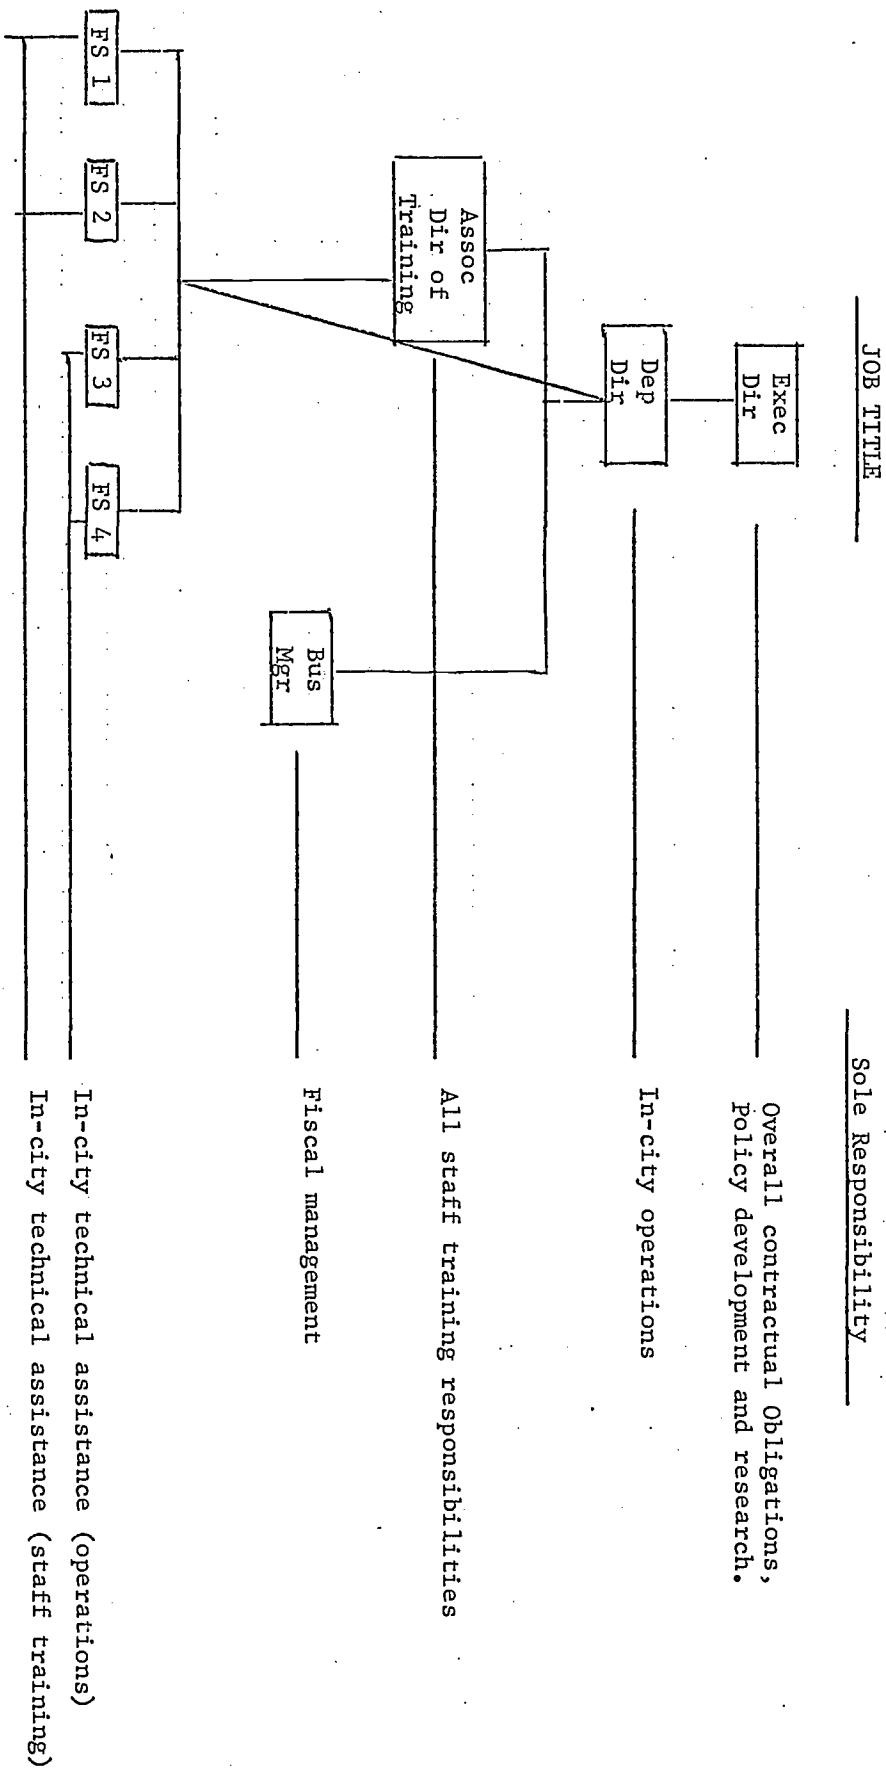 JOB TITLE
Sole Responsibility
Exec
Dir
Overall contractual Obligations,
Policy development and research.
Dep
Dir
In-city operations
Assoc
Dir of
Training
All staff training responsibilities
Bus
Mgr
Fiscal management
FS 1
FS 2
FS 3
FS 4
In-city technical assistance (operations)
In-city technical assistance (staff training)